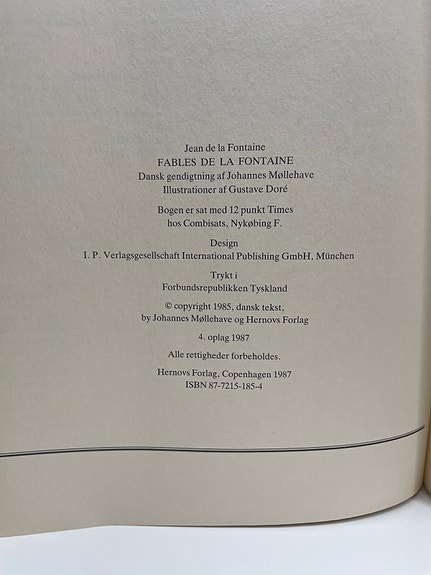 Jean de la Fontaine
FABLES DE LA FONTAINE
Dansk gendigtning af Johannes Møllehave
Illustrationer af Gustave Doré
Bogen er sat med 12 punkt Times
hos Combisats, Nykøbing F.
Design
I. P. Verlagsgesellschaft International Publishing GmbH, München
Trykt i
Forbundsrepublikken Tyskland
© copyright 1985, dansk tekst,
by Johannes Møllehave og Hernovs Forlag
4. oplag 1987
Alle rettigheder forbeholdes.
Hernovs Forlag, Copenhagen 1987
ISBN 87-7215-185-4